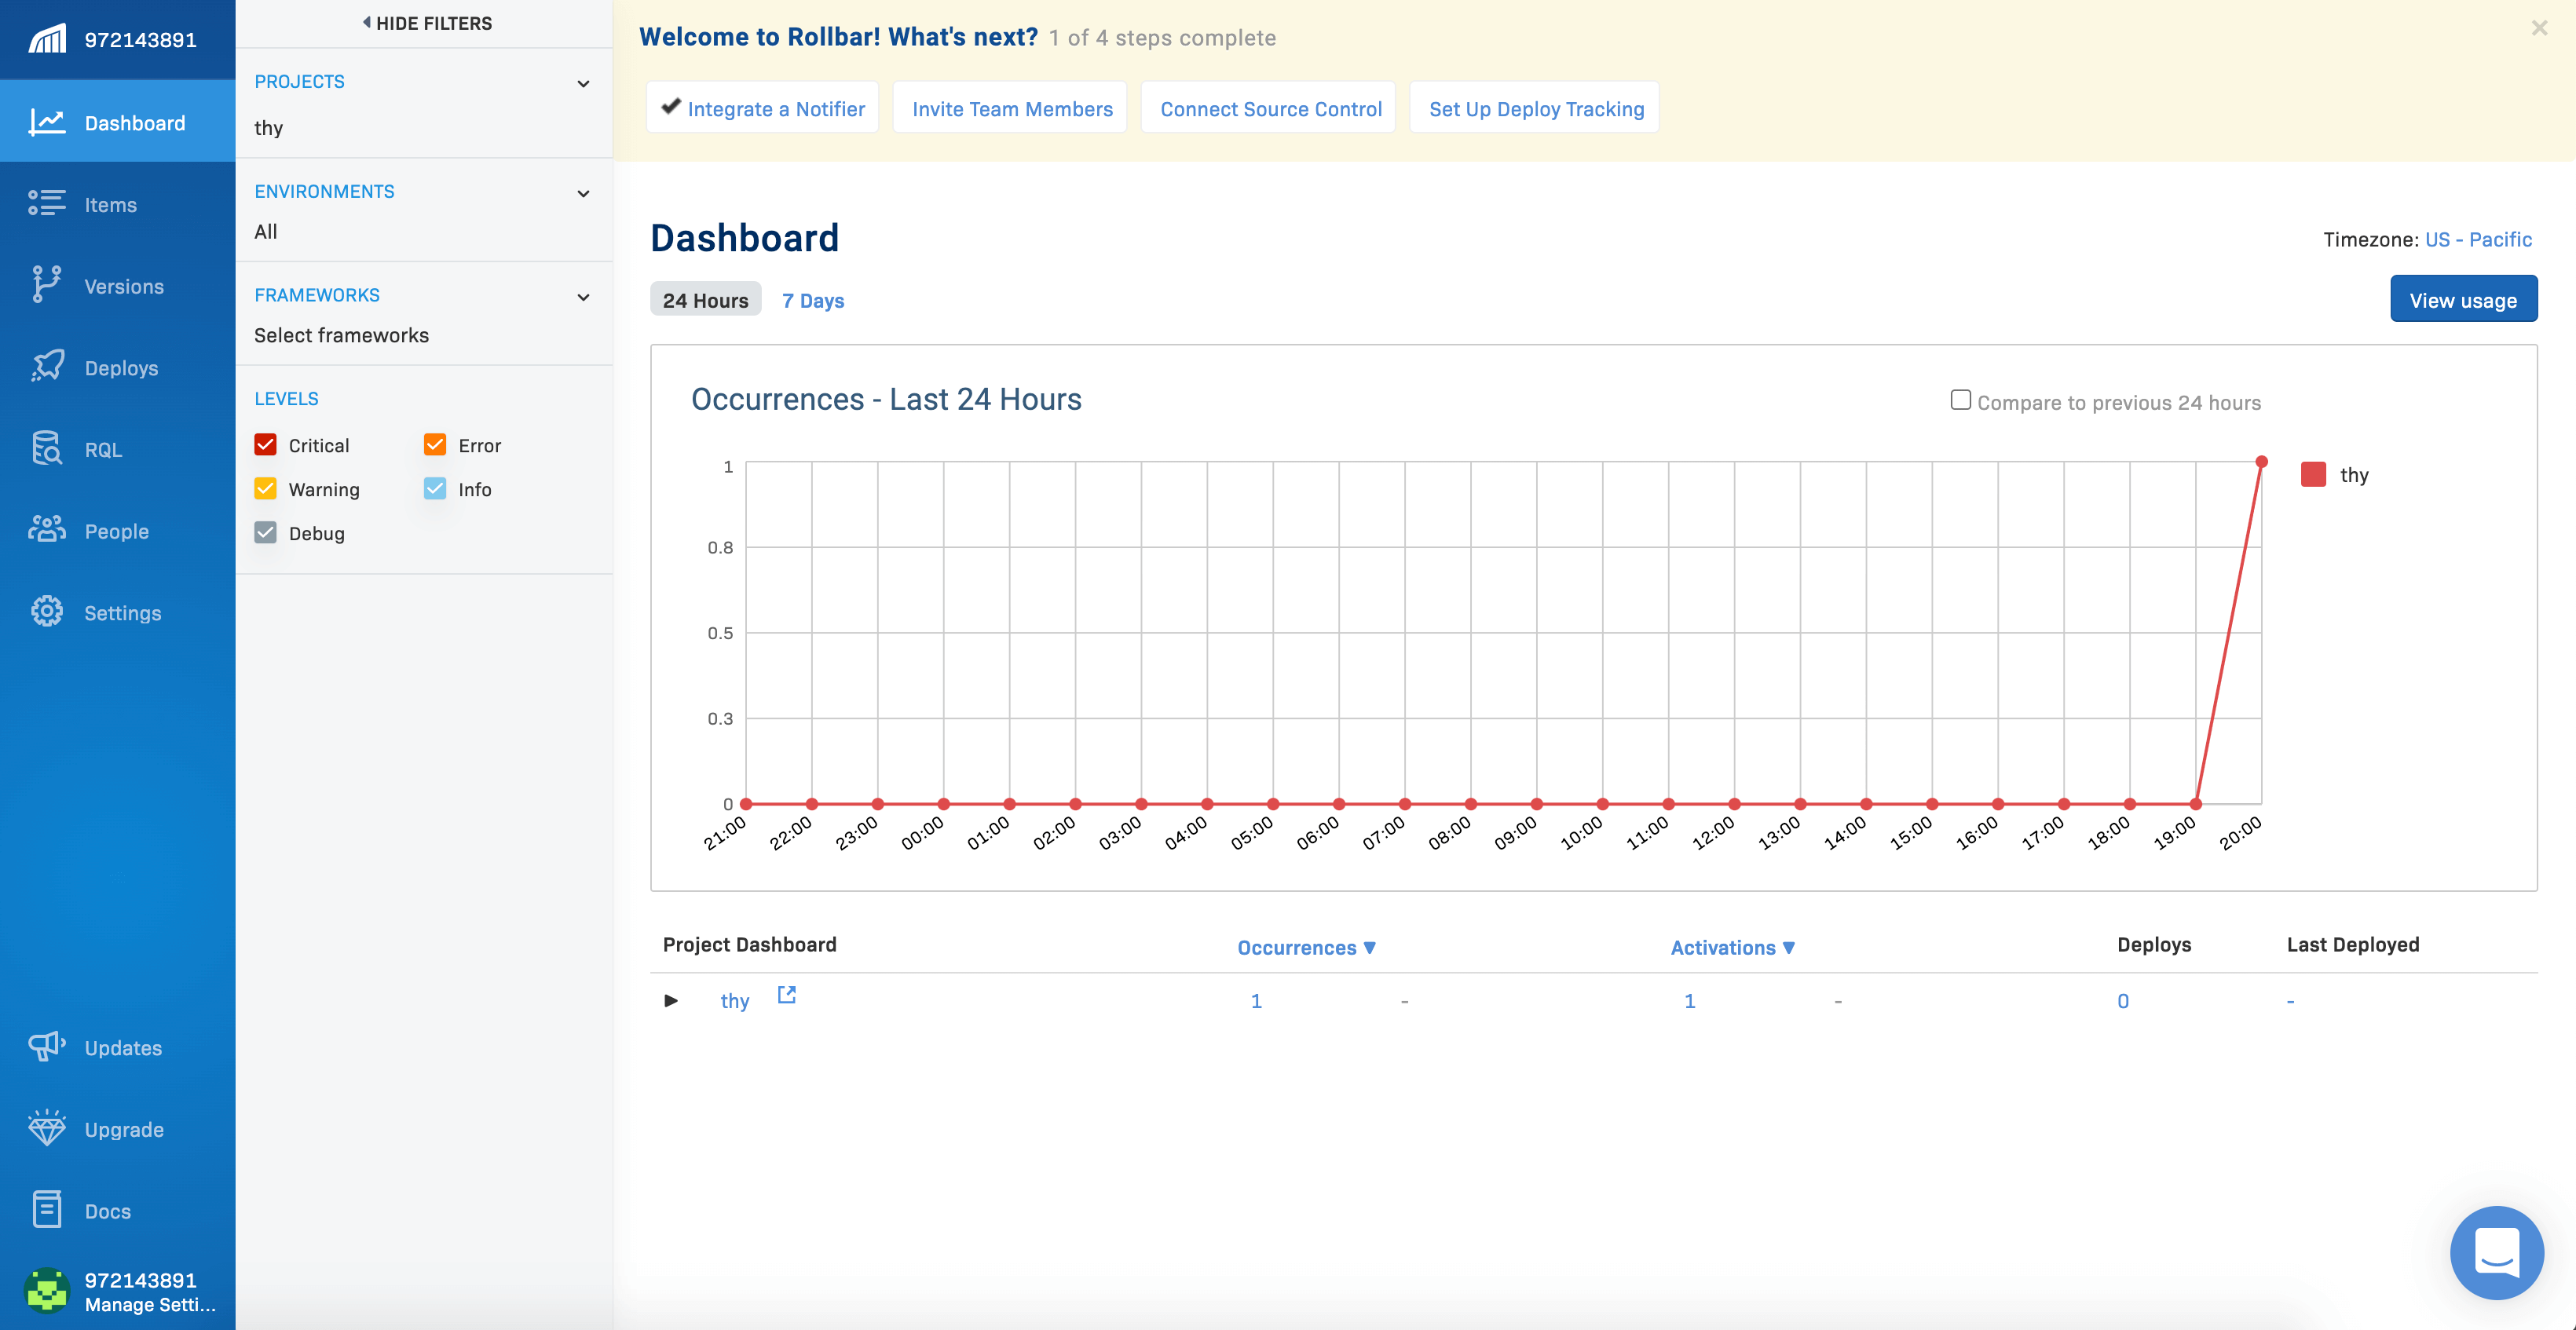 972143891
Dashboard
Items
Versions
Deploys
RQL
People
Settings
Updates
Upgrade
Docs
972143891
Manage Setti...
HIDE FILTERS
PROJECTS
thy
ENVIRONMENTS
All
FRAMEWORKS
Select frameworks
LEVELS
Critical Error
Warning Info
Debug
Welcome to Rollbar! What's next? 1 of 4 steps complete
Integrate a Notifier Invite Team Members Connect Source Control Set Up Deploy Tracking
Dashboard
Timezone: US - Pacific
24 Hours 7 Days
View usage
Occurrences - Last 24 Hours
Compare to previous 24 hours
1
0.8
0.5
0.3
0
thy
21:00 22:00 23:00 00:00 01:00 02:00 03:00 04:00 05:00 06:00 07:00 08:00 09:00 10:00 11:00 12:00 13:00 14:00 15:00 16:00 17:00 18:00 19:00 20:00
Project Dashboard Occurrences ▼ Activations ▼ Deploys Last Deployed
thy 1 - 1 - 0 -